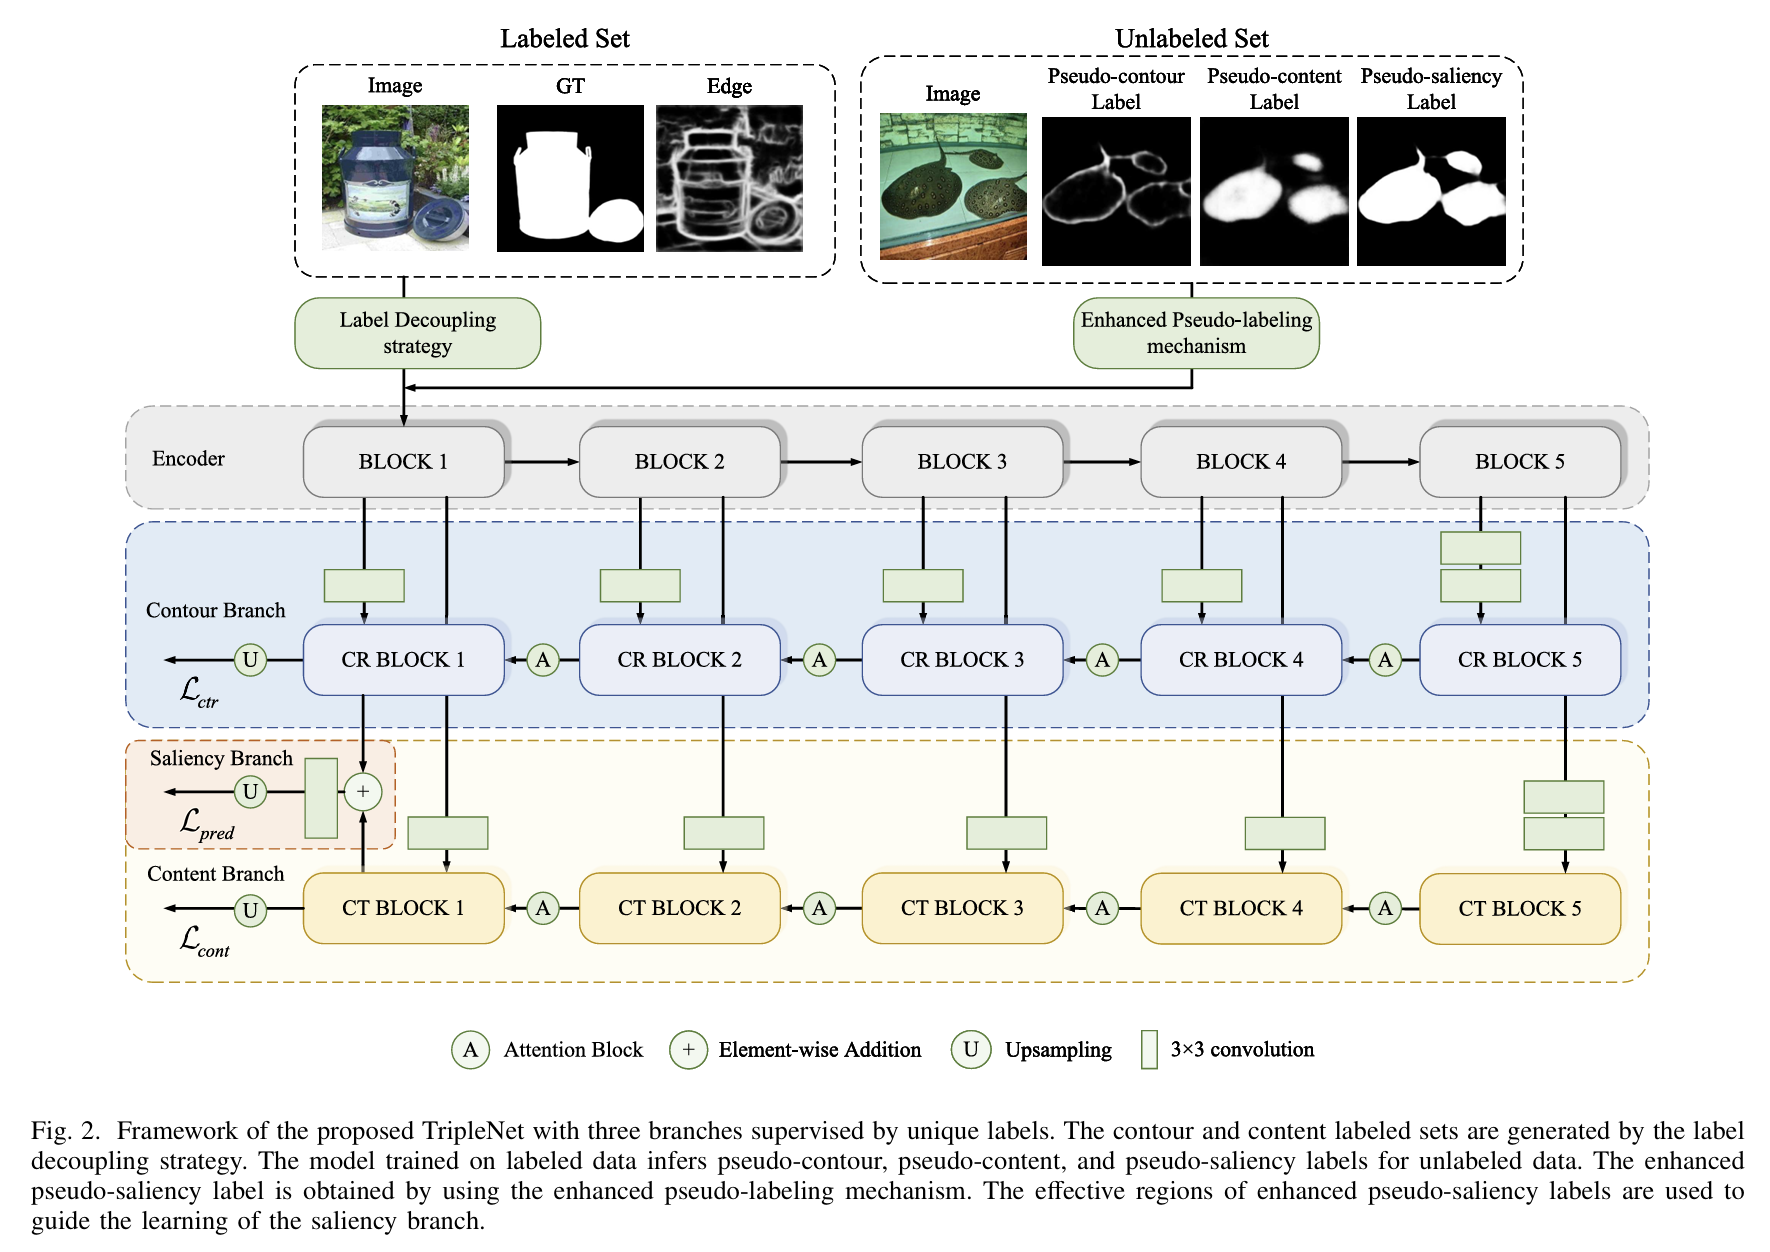 Labeled Set
Image
GT
Edge
Unlabeled Set
Image
Pseudo-contour
Label
Pseudo-content
Label
Pseudo-saliency
Label
Label Decoupling
strategy
Enhanced Pseudo-labeling
mechanism
Encoder
BLOCK 1
BLOCK 2
BLOCK 3
BLOCK 4
BLOCK 5
Contour Branch
U
CR BLOCK 1
A
CR BLOCK 2
A
CR BLOCK 3
A
CR BLOCK 4
A
CR BLOCK 5
ℒctr
Saliency Branch
U
+
ℒpred
Content Branch
U
CT BLOCK 1
A
CT BLOCK 2
A
CT BLOCK 3
A
CT BLOCK 4
A
CT BLOCK 5
ℒcont
A Attention Block
+ Element-wise Addition
U Upsampling
3×3 convolution
Fig. 2. Framework of the proposed TripleNet with three branches supervised by unique labels. The contour and content labeled sets are generated by the label
decoupling strategy. The model trained on labeled data infers pseudo-contour, pseudo-content, and pseudo-saliency labels for unlabeled data. The enhanced
pseudo-saliency label is obtained by using the enhanced pseudo-labeling mechanism. The effective regions of enhanced pseudo-saliency labels are used to
guide the learning of the saliency branch.